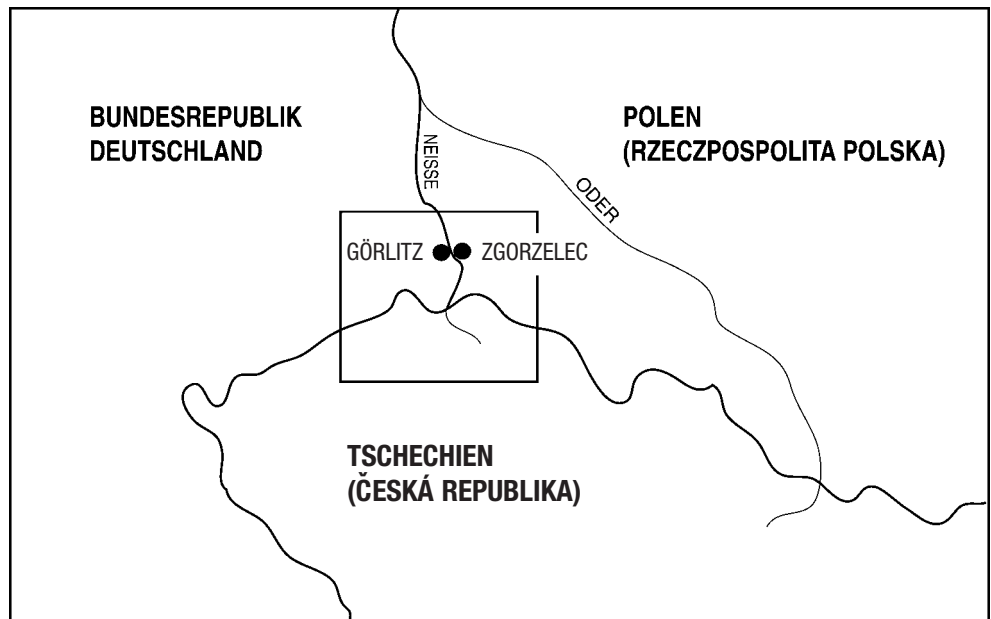 BUNDESREPUBLIK
DEUTSCHLAND
POLEN
(RZECZPOSPOLITA POLSKA)
NEISSE
ODER
GÖRLITZ
ZGORZELEC
TSCHECHIEN
(ČESKÁ REPUBLIKA)